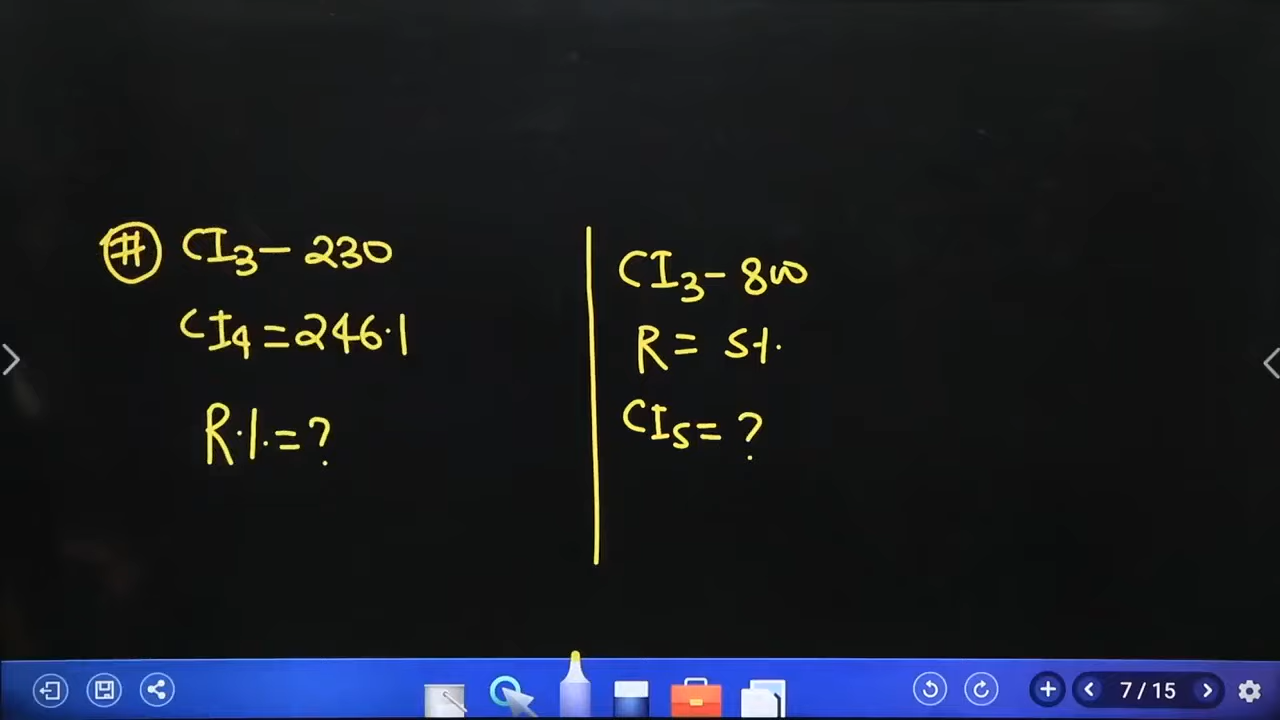 # CI₃ - 230
CI₄ = 246.1
R.%. = ?
CI₃ - 800
R = 5%.
CI₅ = ?
7 / 15